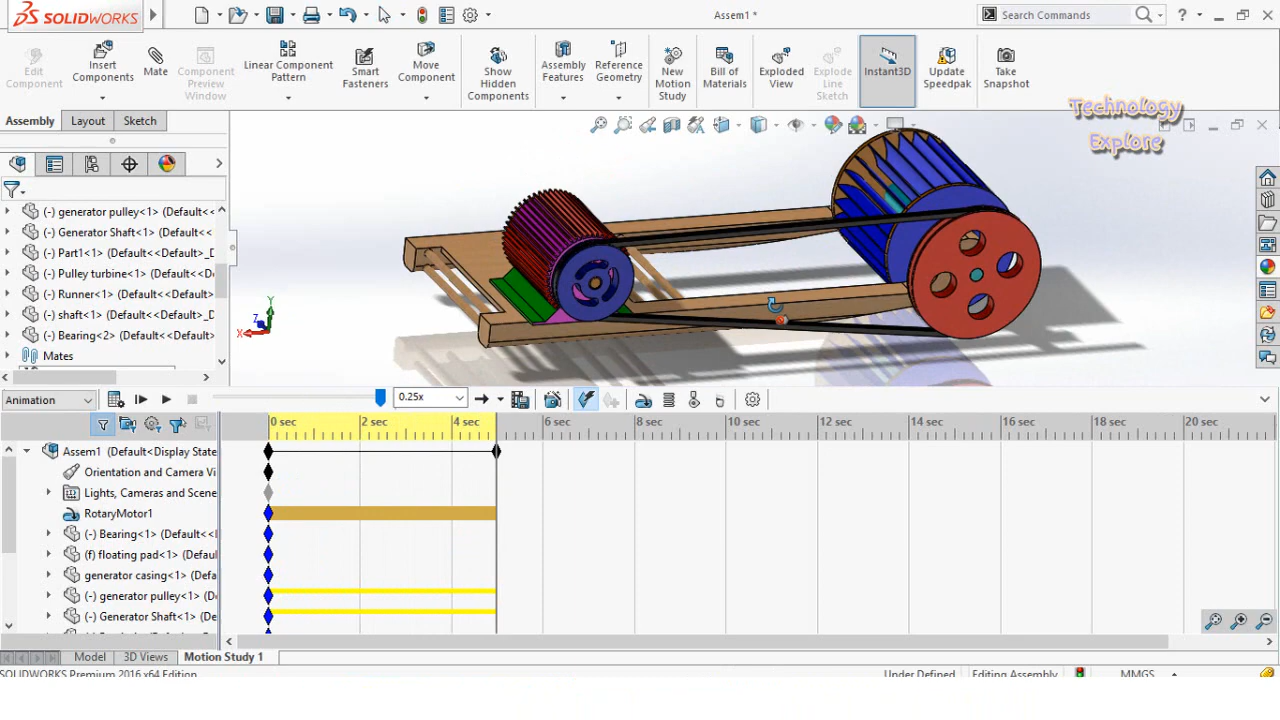 SOLIDWORKS
Assem1 *
Search Commands
?
Edit Component
Insert Components
Mate
Component Preview Window
Linear Component Pattern
Smart Fasteners
Move Component
Show Hidden Components
Assembly Features
Reference Geometry
New Motion Study
Bill of Materials
Exploded View
Explode Line Sketch
Instant3D
Update Speedpak
Take Snapshot
Assembly
Layout
Sketch
Technology
Explore
(-) generator pulley<1> (Default<<
(-) Generator Shaft<1> (Default<<
(-) Part1<1> (Default<<Default>_D
(-) Pulley turbine<1> (Default<<
(-) Runner<1> (Default<<Default>_
(-) Shaft<1> (Default<<Default>_D
(-) Bearing<2> (Default<<Default>
Mates
Y
Z
X
Animation
0.25x
0 sec
2 sec
4 sec
6 sec
8 sec
10 sec
12 sec
14 sec
16 sec
18 sec
20 sec
Assem1 (Default<Display State
Orientation and Camera Vi
Lights, Cameras and Scene
RotaryMotor1
(-) Bearing<1> (Default<<I
(f) floating pad<1> (Defaul
generator casing<1> (Defa
(-) generator pulley<1> (D
(-) Generator Shaft<1> (De
Model
3D Views
Motion Study 1
SOLIDWORKS Premium 2016 x64 Edition
Under Defined
Editing Assembly
MMGS